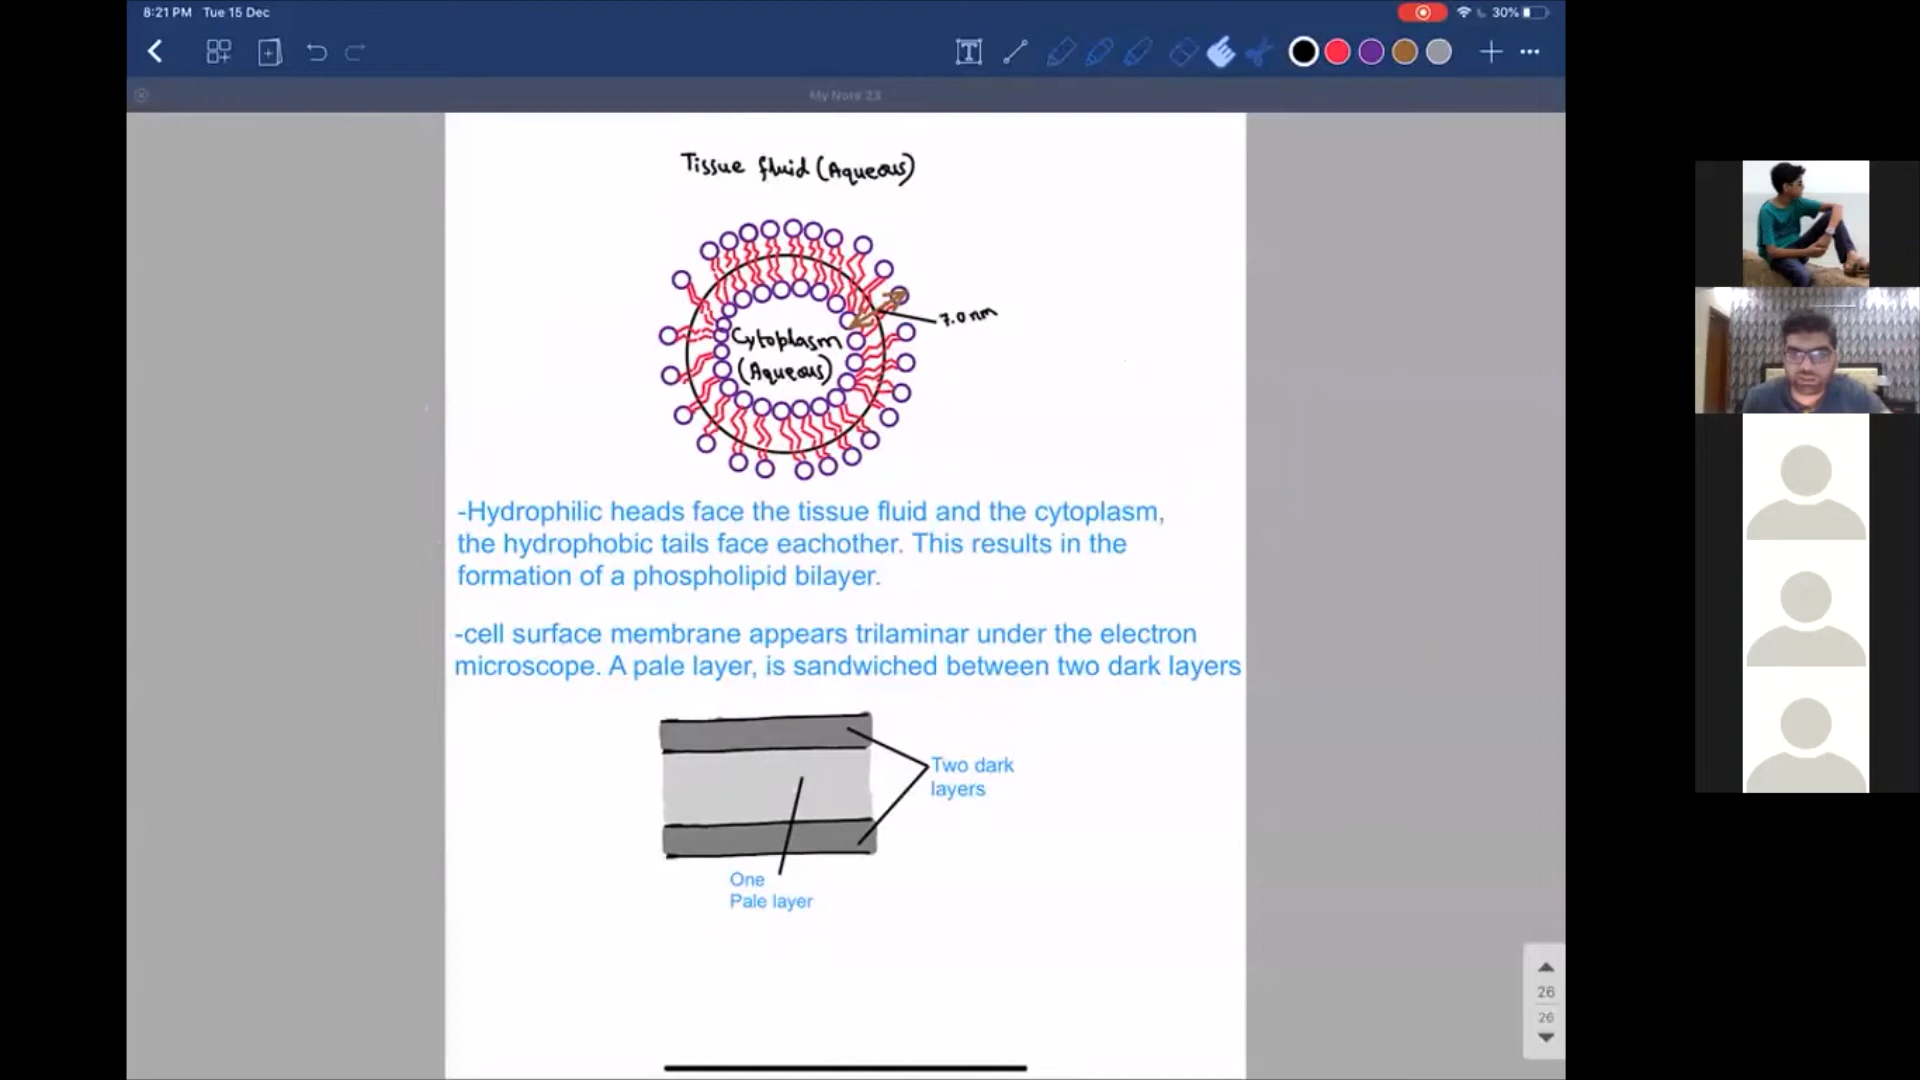 8:21 PM Tue 15 Dec
30%
My Note 23
Tissue fluid (Aqueous)
7.0 nm
Cytoplasm
(Aqueous)
-Hydrophilic heads face the tissue fluid and the cytoplasm,
the hydrophobic tails face eachother. This results in the
formation of a phospholipid bilayer.
-cell surface membrane appears trilaminar under the electron
microscope. A pale layer, is sandwiched between two dark layers
Two dark
layers
One
Pale layer
26
26